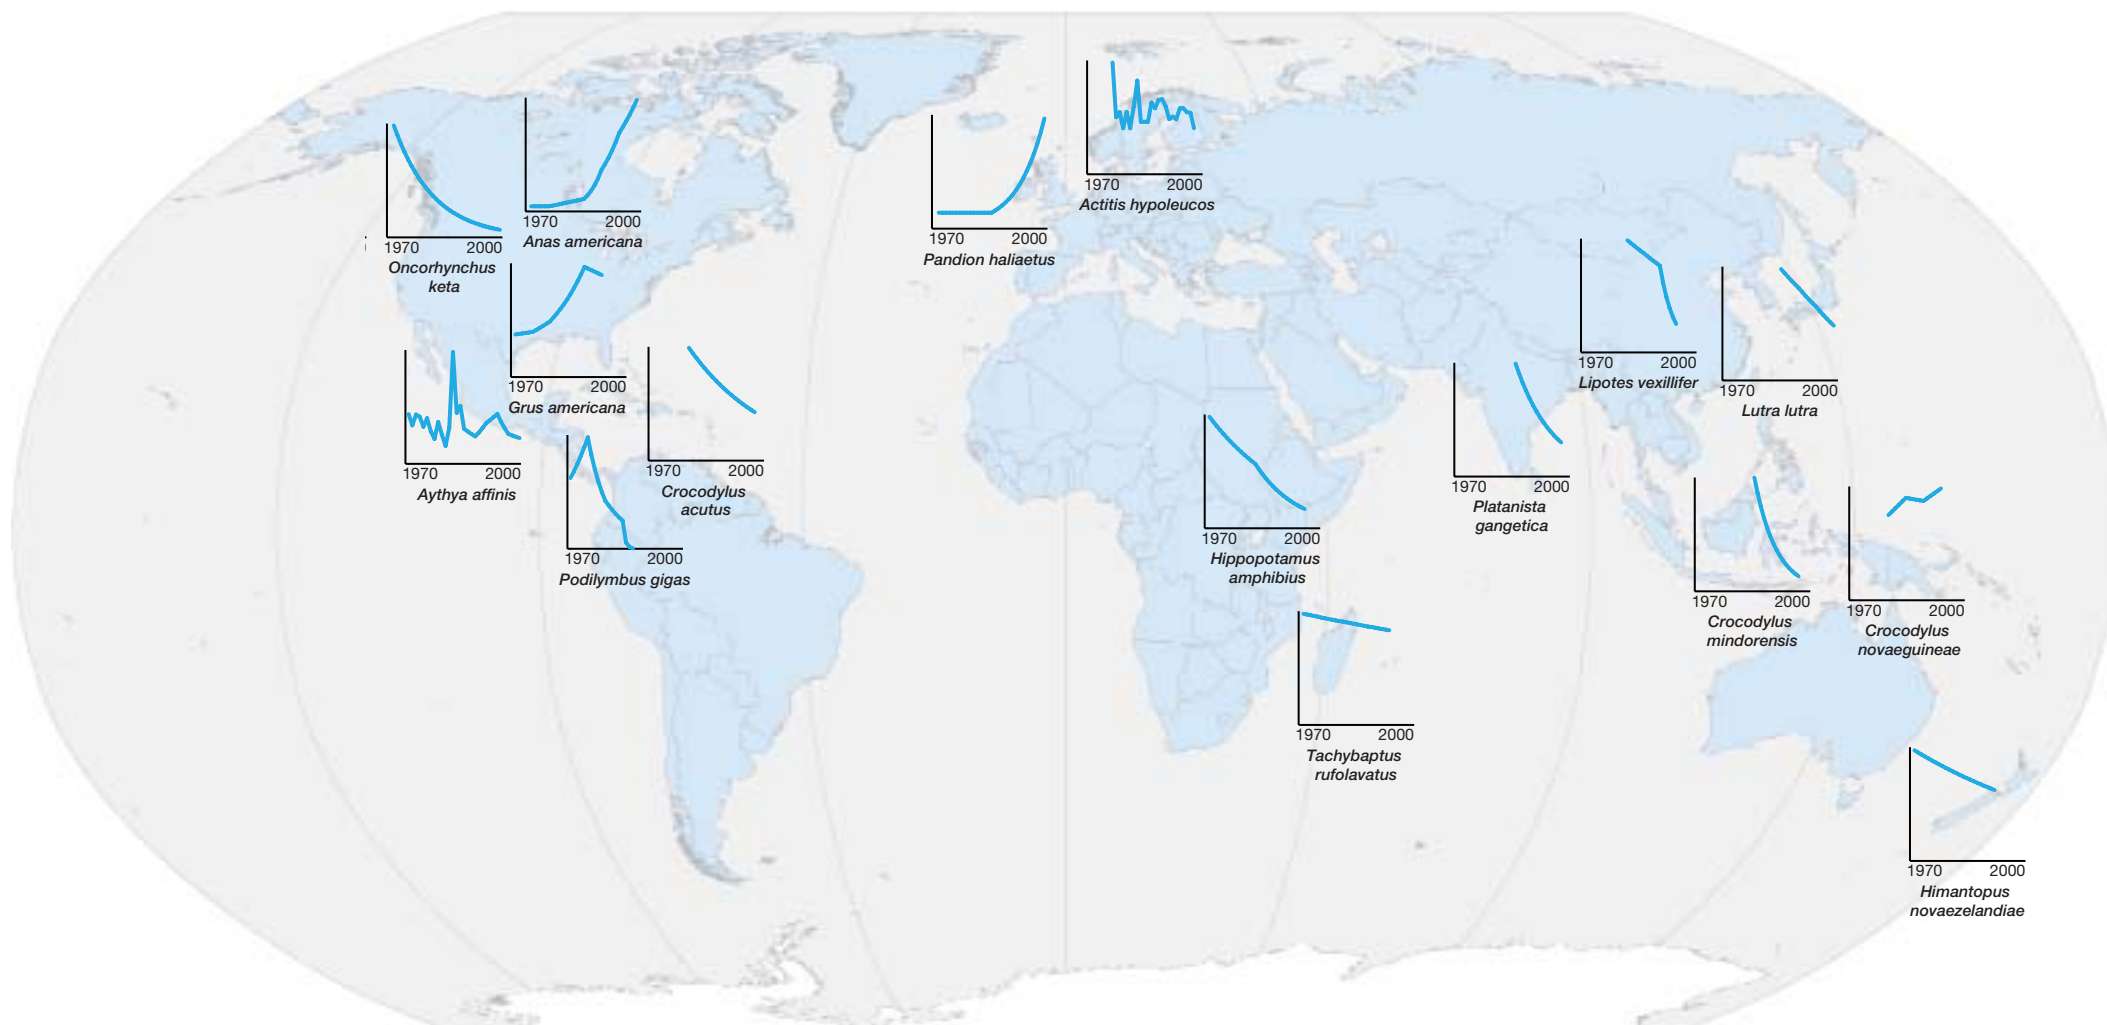 1970 2000
Actitis hypoleucos
1970 2000
Anas americana
1970 2000
Pandion haliaetus
1970 2000
Oncorhynchus
keta
1970 2000
Grus americana
1970 2000
Lipotes vexillifer
1970 2000
Lutra lutra
1970 2000
Aythya affinis
1970 2000
Crocodylus
acutus
1970 2000
Platanista
gangetica
1970 2000
Podilymbus gigas
1970 2000
Hippopotamus
amphibius
1970 2000
Crocodylus
mindorensis
1970 2000
Crocodylus
novaeguineae
1970 2000
Tachybaptus
rufolavatus
1970 2000
Himantopus
novaezelandiae